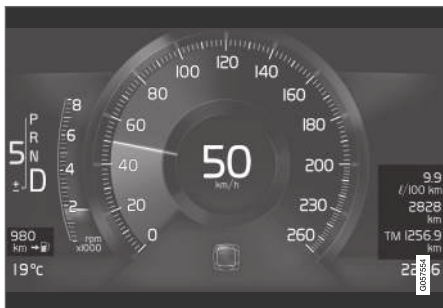 120
100
140
80
160
8
P
60
180
6
R
5
N
50
4
D
40
200
km/h
±
9.9
ℓ/100 km
2
20
230
2828
km
980
rpm
0
260
TM 1256.9
km → 
x1000
km
19°c
G057554